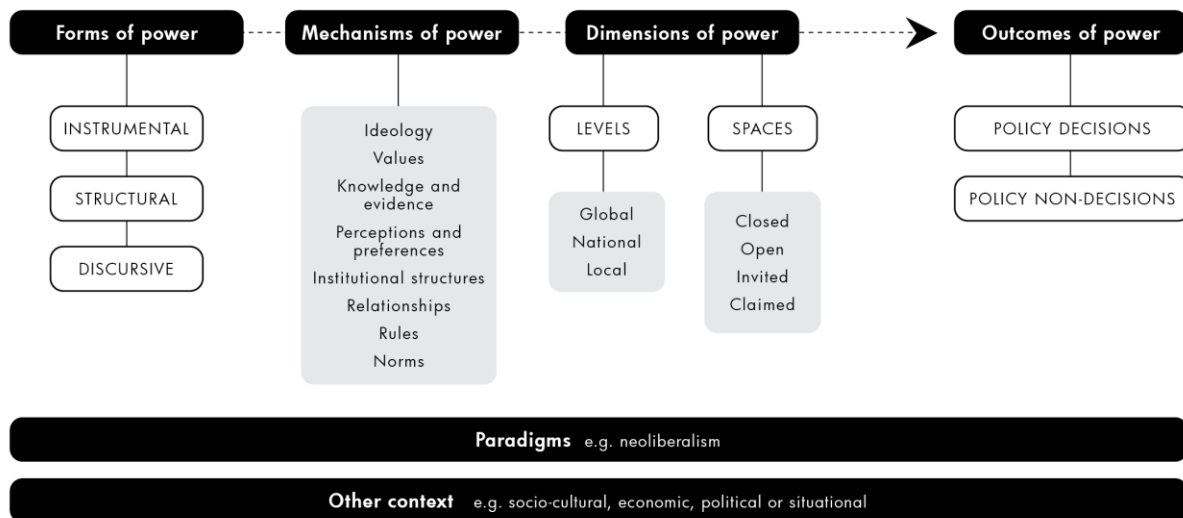 Forms of power
Mechanisms of power
Dimensions of power
Outcomes of power
INSTRUMENTAL
STRUCTURAL
DISCURSIVE
Ideology
Values
Knowledge and
evidence
Perceptions and
preferences
Institutional structures
Relationships
Rules
Norms
LEVELS
Global
National
Local
SPACES
Closed
Open
Invited
Claimed
POLICY DECISIONS
POLICY NON-DECISIONS
Paradigms e.g. neoliberalism
Other context e.g. socio-cultural, economic, political or situational